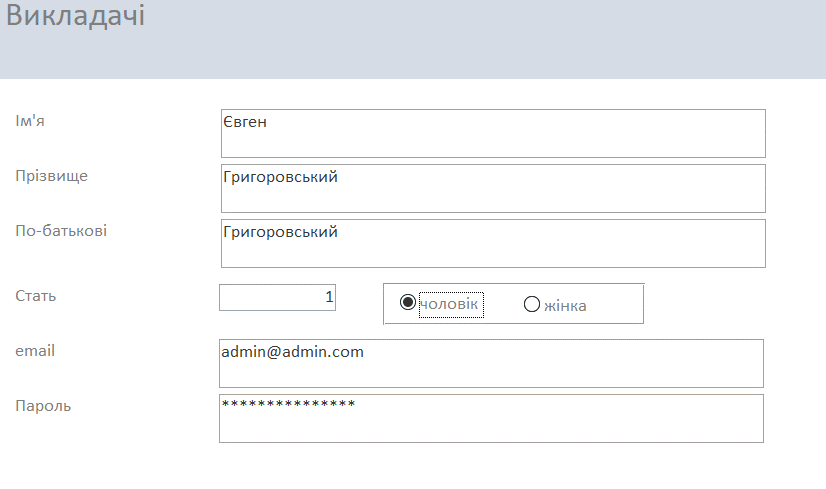 Викладачі
Ім'я Євген
Прізвище Григоровський
По-батькові Григоровський
Стать 1 чоловік жінка
email admin@admin.com
Пароль ***************